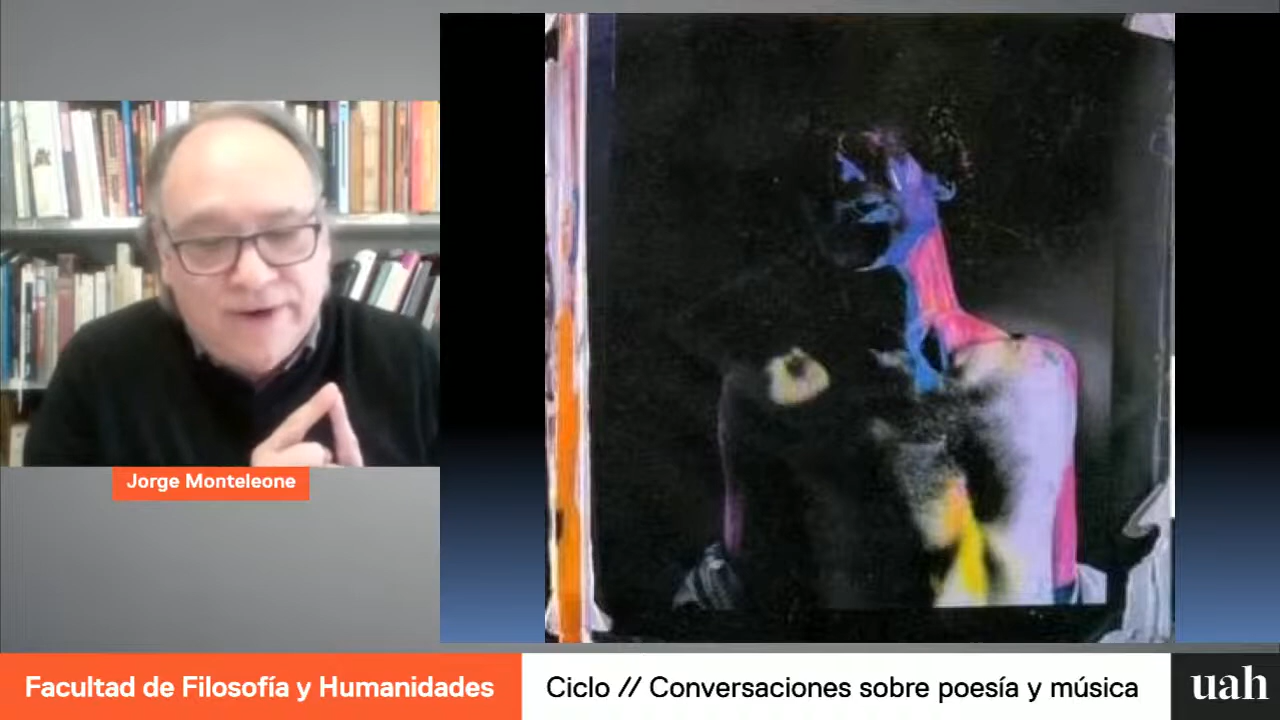 Jorge Monteleone
Facultad de Filosofía y Humanidades
Ciclo // Conversaciones sobre poesía y música
uah